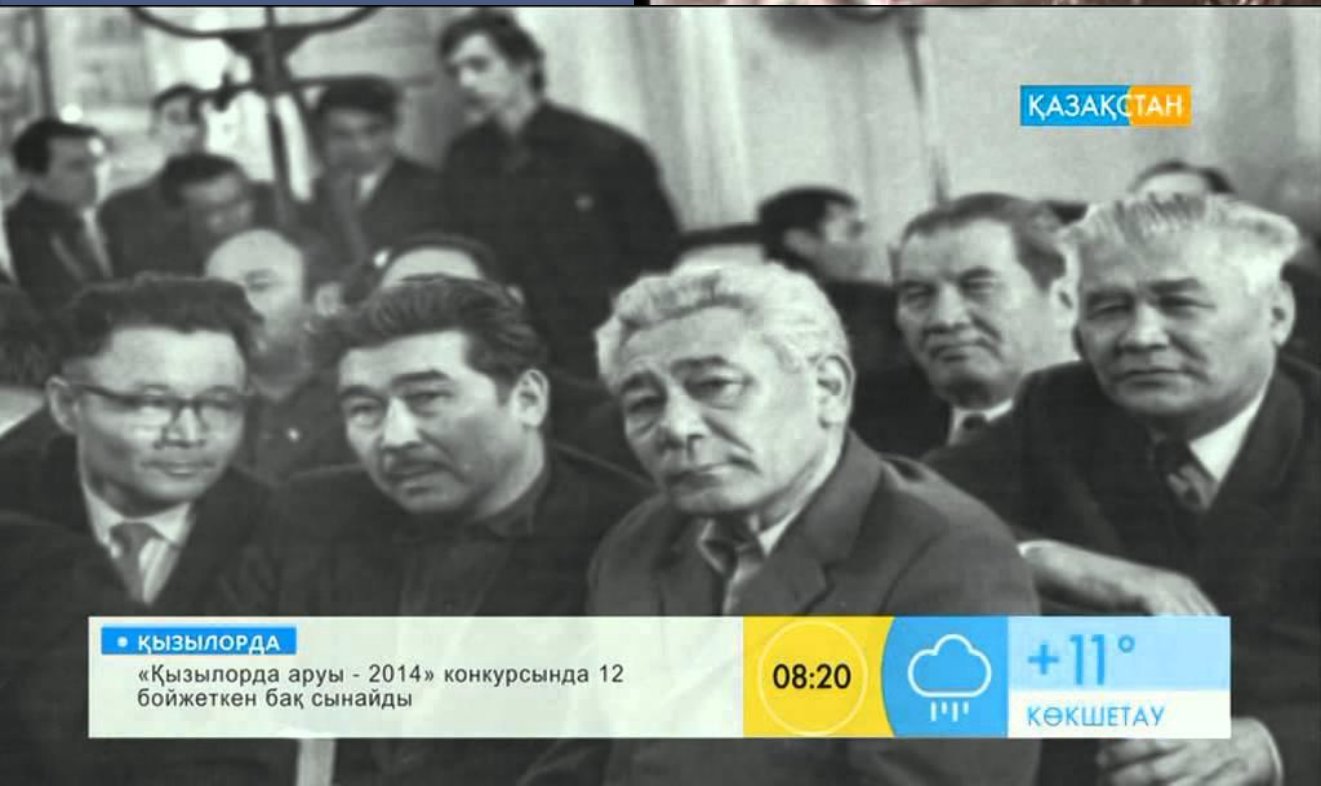 ҚАЗАҚСТАН
ҚЫЗЫЛОРДА
«Қызылорда аруы - 2014» конкурсында 12
бойжеткен бақ сынайды
08:20
+11°
КӨКШЕТАУ